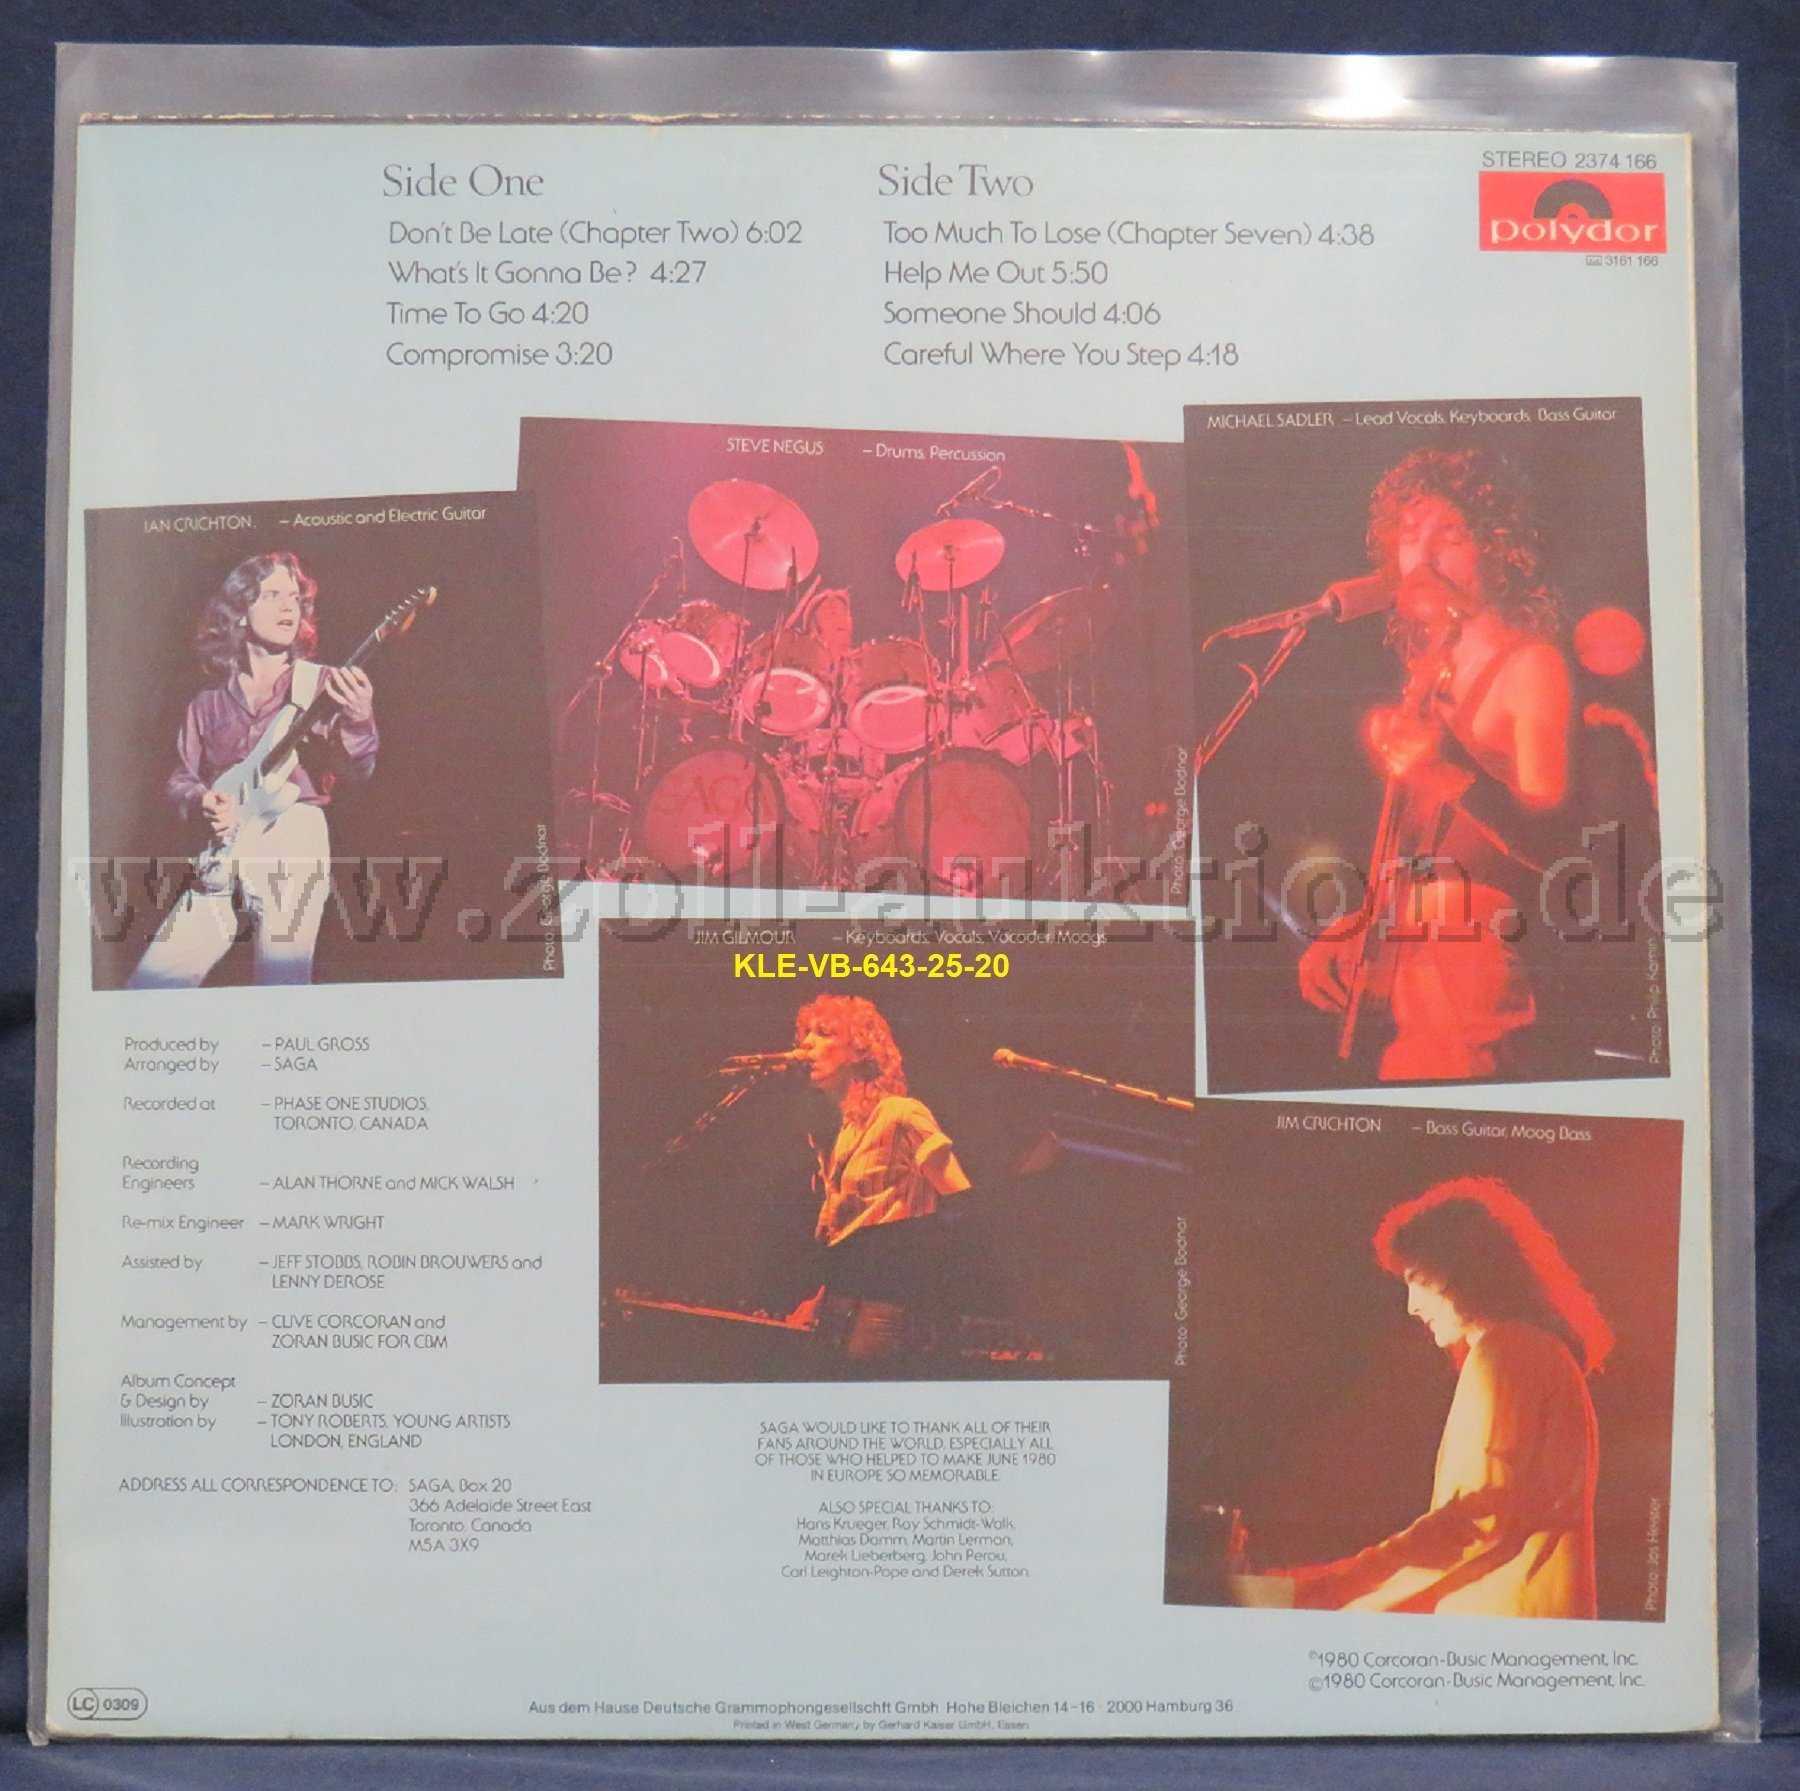 Side One
Don't Be Late (Chapter Two) 6:02
What's It Gonna Be? 4:27
Time To Go 4:20
Compromise 3:20
Side Two
Too Much To Lose (Chapter Seven) 4:38
Help Me Out 5:50
Someone Should 4:06
Careful Where You Step 4:18
STEREO 2374 166
polydor
3161 166
IAN CRICHTON. – Acoustic and Electric Guitar
Photo: George Bodnar
STEVE NEGUS – Drums, Percussion
SAGA
Photo: George Bodnar
MICHAEL SADLER – Lead Vocals, Keyboards, Bass Guitar
Photo: Philip Kamin
www.zoll-auktion.de
JIM GILMOUR – Keyboards, Vocals, Vocoder, Moogs
KLE-VB-643-25-20
Photo: George Bodnar
JIM CRICHTON – Bass Guitar, Moog Bass
Photo: Jos Heister
Produced by – PAUL GROSS
Arranged by – SAGA
Recorded at – PHASE ONE STUDIOS,
TORONTO, CANADA
Recording
Engineers – ALAN THORNE and MICK WALSH
Re-mix Engineer – MARK WRIGHT
Assisted by – JEFF STOBBS, ROBIN BROUWERS and
LENNY DEROSE
Management by – CLIVE CORCORAN and
ZORAN BUSIC FOR CBM
Album Concept
& Design by – ZORAN BUSIC
Illustration by – TONY ROBERTS, YOUNG ARTISTS
LONDON, ENGLAND
ADDRESS ALL CORRESPONDENCE TO: SAGA, Box 20
366 Adelaide Street East
Toronto, Canada
M5A 3X9
SAGA WOULD LIKE TO THANK ALL OF THEIR
FANS AROUND THE WORLD, ESPECIALLY ALL
OF THOSE WHO HELPED TO MAKE JUNE 1980
IN EUROPE SO MEMORABLE.
ALSO SPECIAL THANKS TO:
Hans Krueger, Ray Schmidt-Walk,
Matthias Damm, Martin Lerman,
Marek Lieberberg, John Perou,
Carl Leighton-Pope and Derek Sutton.
℗1980 Corcoran-Busic Management, Inc.
©1980 Corcoran-Busic Management, Inc.
LC 0309
Aus dem Hause Deutsche Grammophongesellschft Gmbh Hohe Bleichen 14-16 · 2000 Hamburg 36
Printed in West Germany by Gerhard Kaiser GmbH, Essen